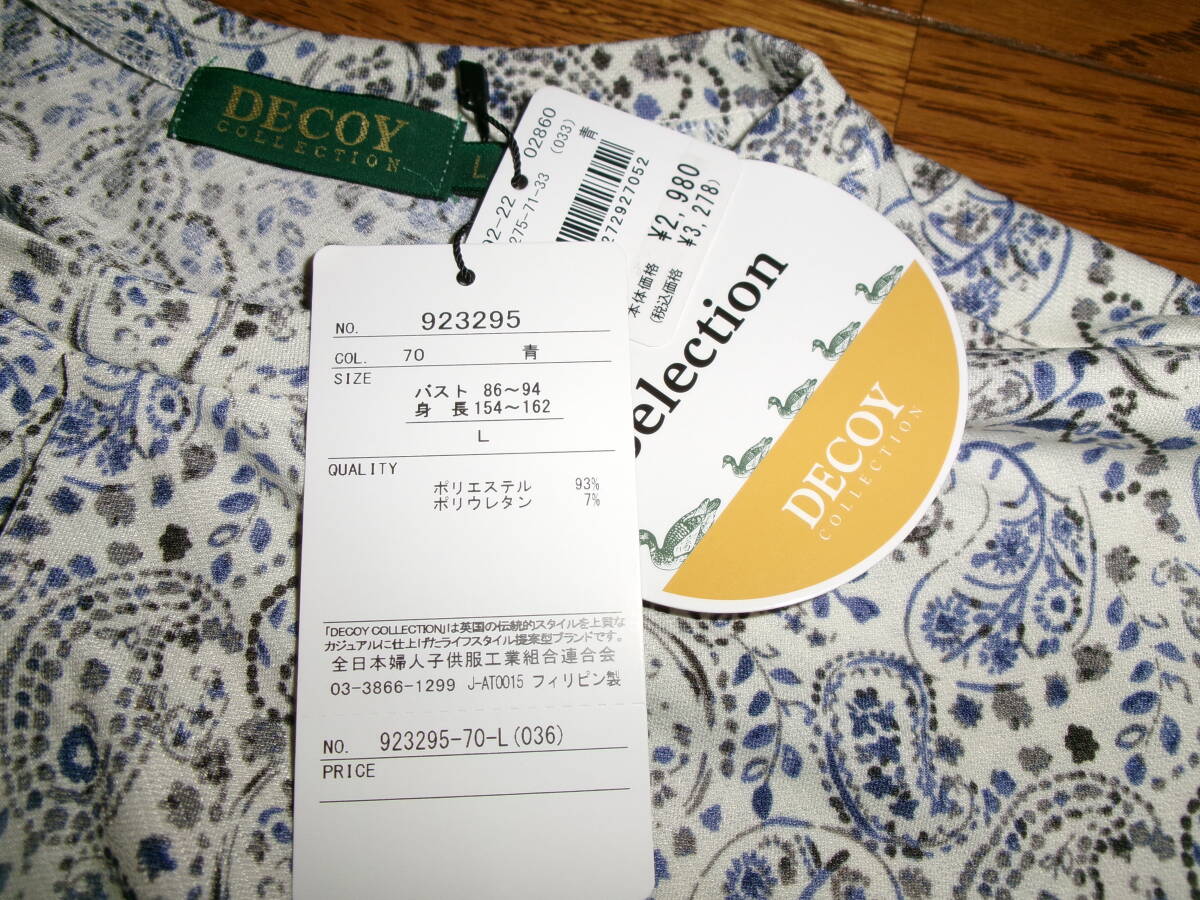 DECOY
COLLECTION
L
02860
(033) 青
92-22
275-71-33
272927052
本体価格 ¥2,980
(税込価格 ¥3,278)
election
DECOY
COLLECTION
NO. 923295
COL. 70 青
SIZE
バスト 86～94
身 長 154～162
L
QUALITY
ポリエステル 93%
ポリウレタン 7%
「DECOY COLLECTION」は英国の伝統的スタイルを上質な
カジュアルに仕上げたライフスタイル提案型ブランドです。
全日本婦人子供服工業組合連合会
03-3866-1299 J-AT0015 フィリピン製
NO. 923295-70-L(036)
PRICE